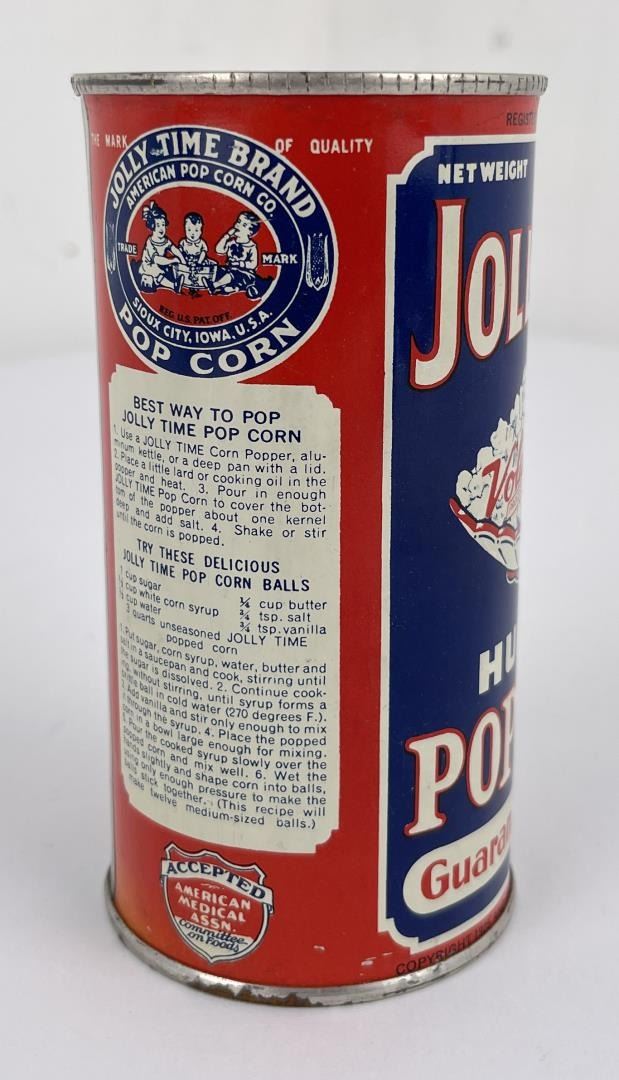 THE MARK OF QUALITY
JOLLY TIME BRAND
AMERICAN POP CORN CO.
TRADE MARK
REG. U.S. PAT. OFF.
SIOUX CITY, IOWA, U.S.A.
POP CORN
BEST WAY TO POP
JOLLY TIME POP CORN
1. Use a JOLLY TIME Corn Popper, alu-
minum kettle, or a deep pan with a lid.
2. Place a little lard or cooking oil in the
popper and heat. 3. Pour in enough
JOLLY TIME Pop Corn to cover the bot-
tom of the popper about one kernel
deep and add salt. 4. Shake or stir
until the corn is popped.
TRY THESE DELICIOUS
JOLLY TIME POP CORN BALLS
1 cup sugar
cup white corn syrup ¼ cup butter
cup water ¾ tsp. salt
3 quarts unseasoned JOLLY TIME ¾ tsp. vanilla
popped corn
1. Put sugar, corn syrup, water, butter and
salt in a saucepan and cook, stirring until
the sugar is dissolved. 2. Continue cook-
ing, without stirring, until syrup forms a
brittle ball in cold water (270 degrees F.).
3. Add vanilla and stir only enough to mix
through the syrup. 4. Place the popped
corn in a bowl large enough for mixing.
5. Pour the cooked syrup slowly over the
popped corn and mix well. 6. Wet the
hands slightly and shape corn into balls,
using only enough pressure to make the
balls stick together. (This recipe will
make twelve medium-sized balls.)
ACCEPTED
AMERICAN
MEDICAL
ASSN.
Committee
on Foods
NET WEIGHT
JOL
Vol
HU
POP
Guaran
COPYRIGHT